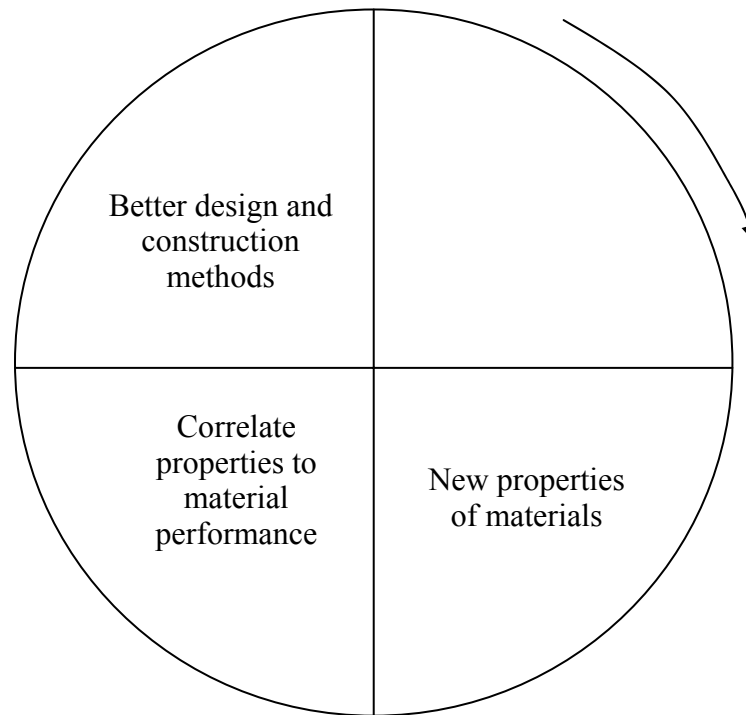 Better design and
construction
methods
Correlate
properties to
material
performance
New properties
of materials